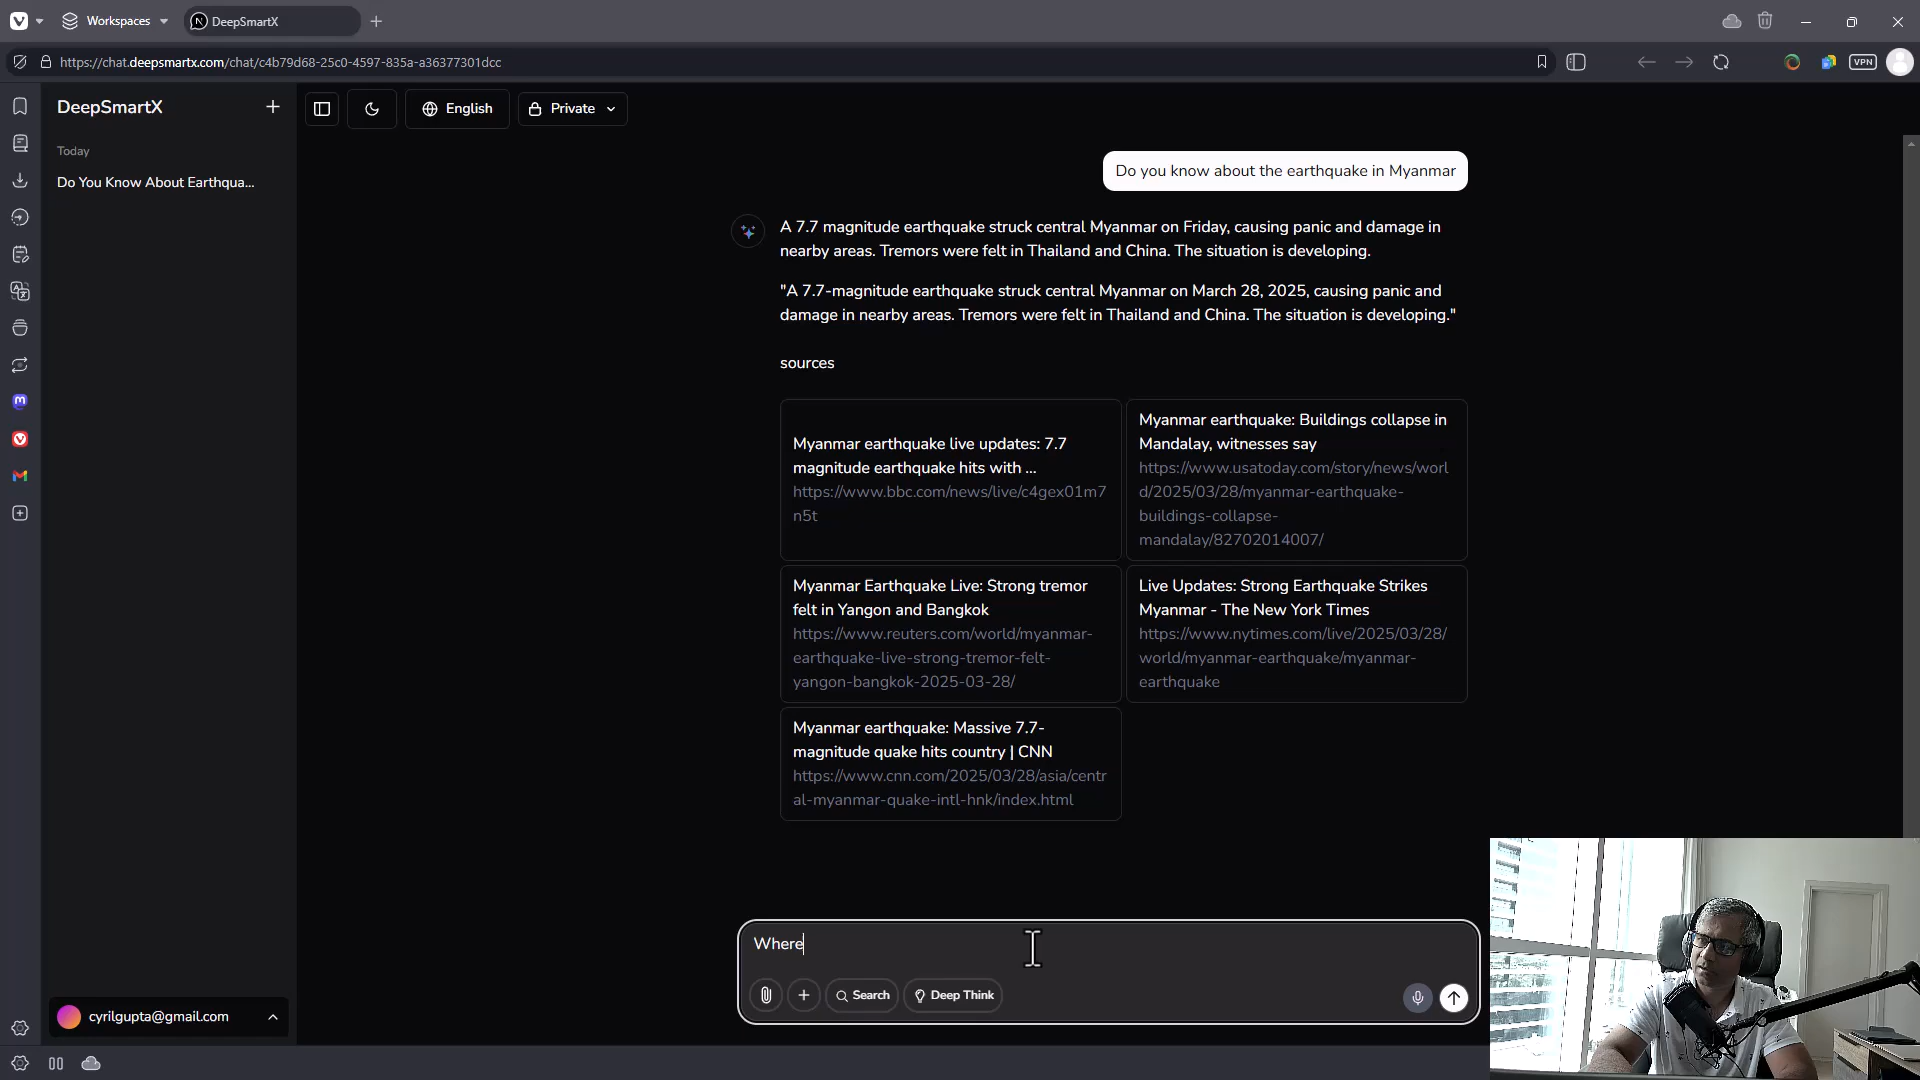 Workspaces
DeepSmartX
https://chat.deepsmartx.com/chat/c4b79d68-25c0-4597-835a-a36377301dcc
VPN
DeepSmartX
English
Private
Today
Do You Know About Earthqua...
Do you know about the earthquake in Myanmar
A 7.7 magnitude earthquake struck central Myanmar on Friday, causing panic and damage in
nearby areas. Tremors were felt in Thailand and China. The situation is developing.
"A 7.7-magnitude earthquake struck central Myanmar on March 28, 2025, causing panic and
damage in nearby areas. Tremors were felt in Thailand and China. The situation is developing."
sources
Myanmar earthquake live updates: 7.7
magnitude earthquake hits with ...
https://www.bbc.com/news/live/c4gex01m7
n5t
Myanmar earthquake: Buildings collapse in
Mandalay, witnesses say
https://www.usatoday.com/story/news/worl
d/2025/03/28/myanmar-earthquake-
buildings-collapse-
mandalay/82702014007/
Myanmar Earthquake Live: Strong tremor
felt in Yangon and Bangkok
https://www.reuters.com/world/myanmar-
earthquake-live-strong-tremor-felt-
yangon-bangkok-2025-03-28/
Live Updates: Strong Earthquake Strikes
Myanmar - The New York Times
https://www.nytimes.com/live/2025/03/28/
world/myanmar-earthquake/myanmar-
earthquake
Myanmar earthquake: Massive 7.7-
magnitude quake hits country | CNN
https://www.cnn.com/2025/03/28/asia/centr
al-myanmar-quake-intl-hnk/index.html
Where
Search
Deep Think
cyrilgupta@gmail.com